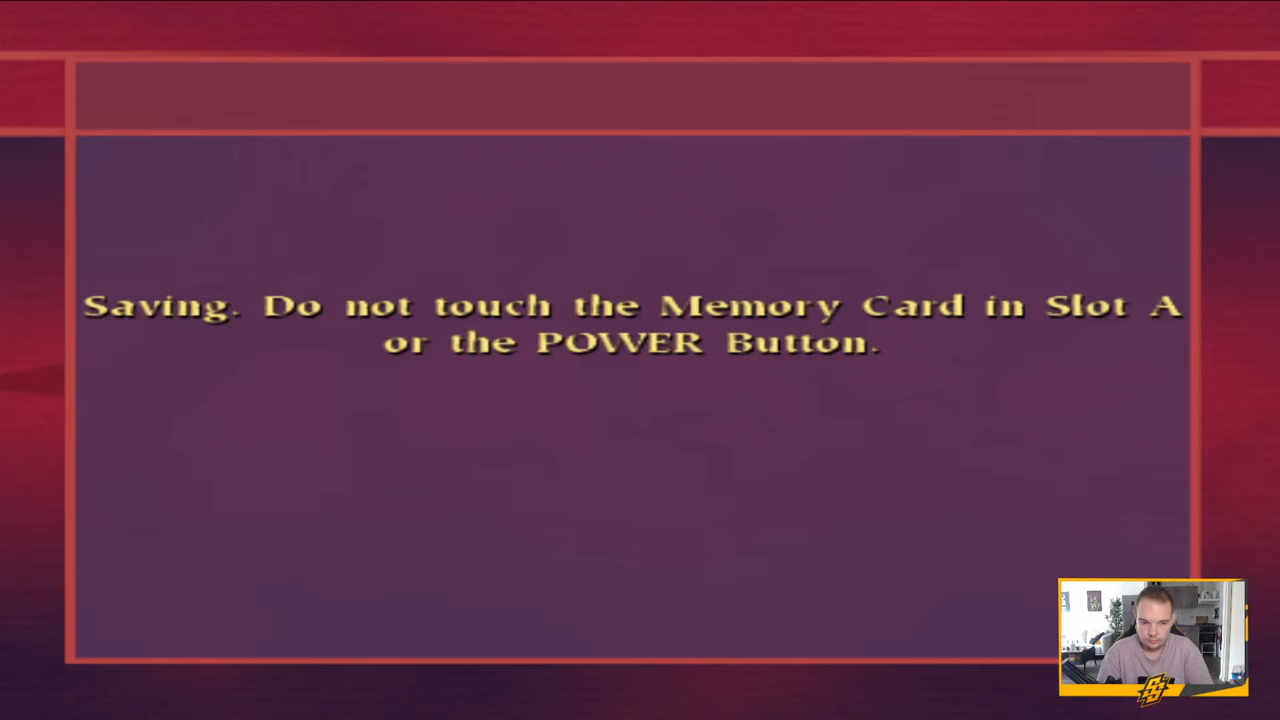 Saving. Do not touch the Memory Card in Slot A
or the POWER Button.